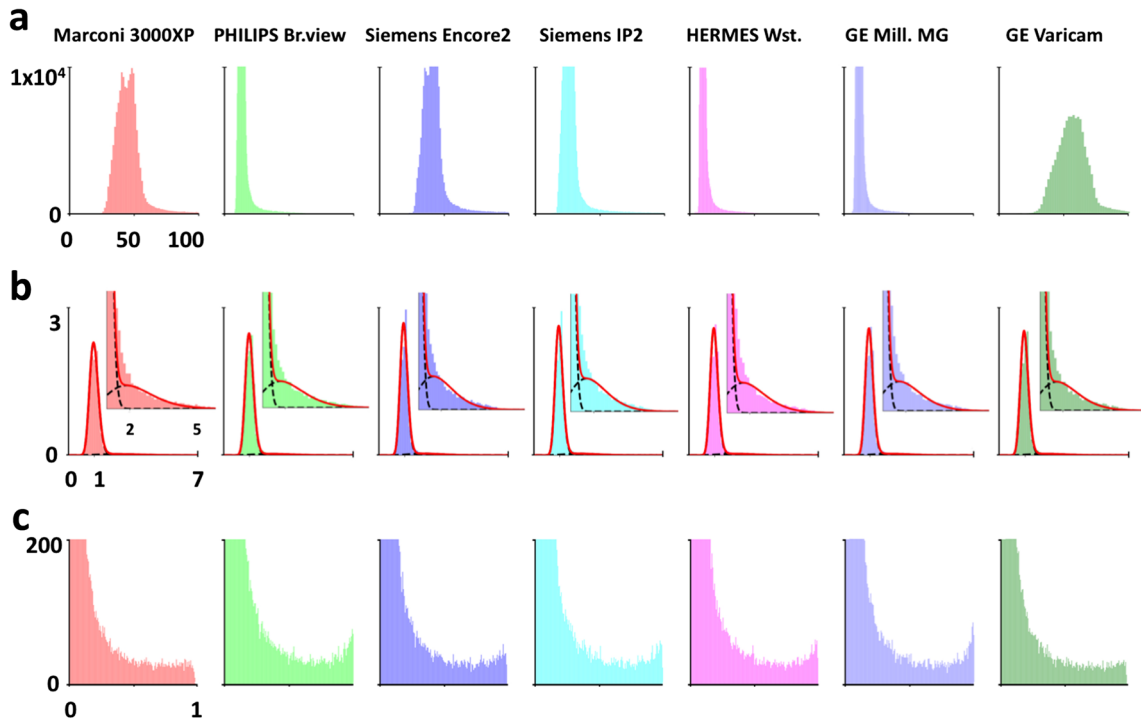 a
Marconi 3000XP PHILIPS Br.view Siemens Encore2 Siemens IP2 HERMES Wst. GE Mill. MG GE Varicam
1x10⁴
0
0 50 100
b
3
2 5
0
0 1 7
c
200
0
0 1